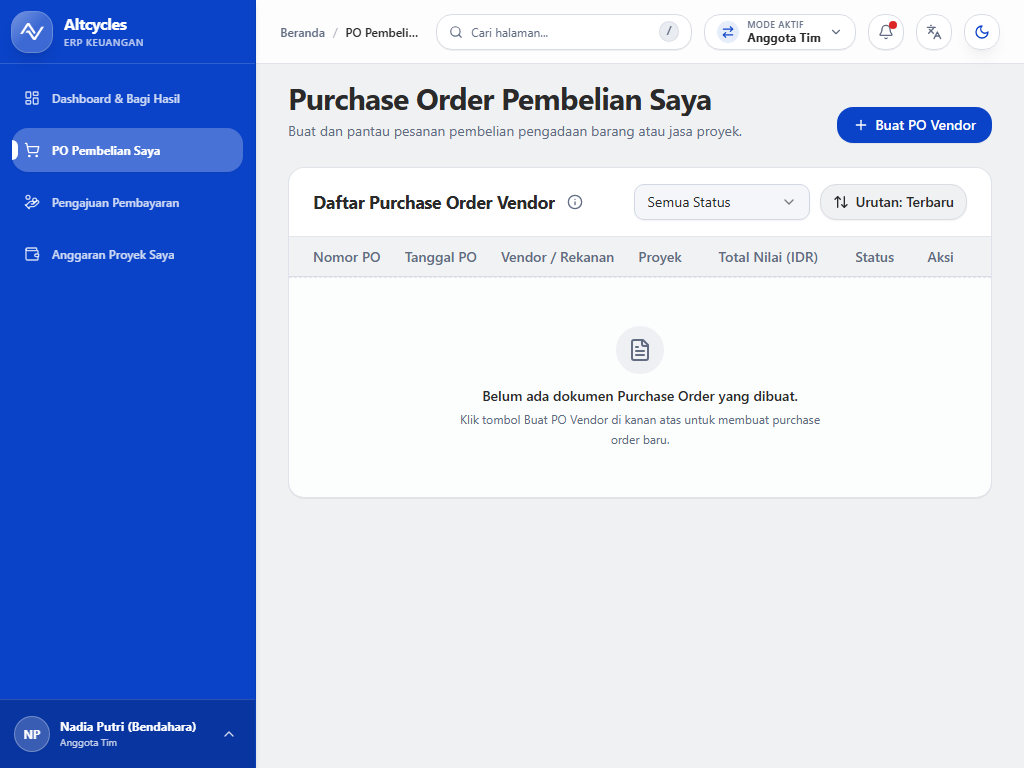 Altcycles
ERP KEUANGAN
Dashboard & Bagi Hasil
PO Pembelian Saya
Pengajuan Pembayaran
Anggaran Proyek Saya
NP
Nadia Putri (Bendahara)
Anggota Tim
Beranda / PO Pembeli...
Cari halaman...
/
MODE AKTIF
Anggota Tim
Purchase Order Pembelian Saya
Buat dan pantau pesanan pembelian pengadaan barang atau jasa proyek.
Buat PO Vendor
Daftar Purchase Order Vendor
Semua Status
Urutan: Terbaru
Nomor PO Tanggal PO Vendor / Rekanan Proyek Total Nilai (IDR) Status Aksi
Belum ada dokumen Purchase Order yang dibuat.
Klik tombol Buat PO Vendor di kanan atas untuk membuat purchase
order baru.